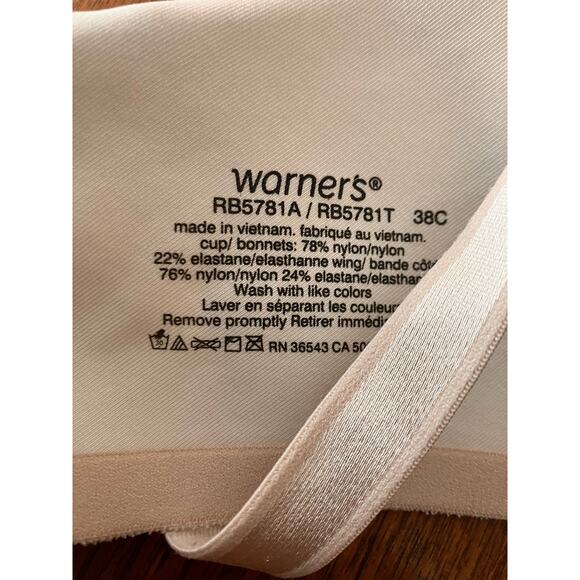 warner's®
RB5781A / RB5781T 38C
made in vietnam. fabriqué au vietnam.
cup/ bonnets: 78% nylon/nylon
22% elastane/elasthanne wing/ bande
76% nylon/nylon 24% elastane/
Wash with like colors
Laver en séparant les
Remove promptly Retirer
30 RN 36543 CA